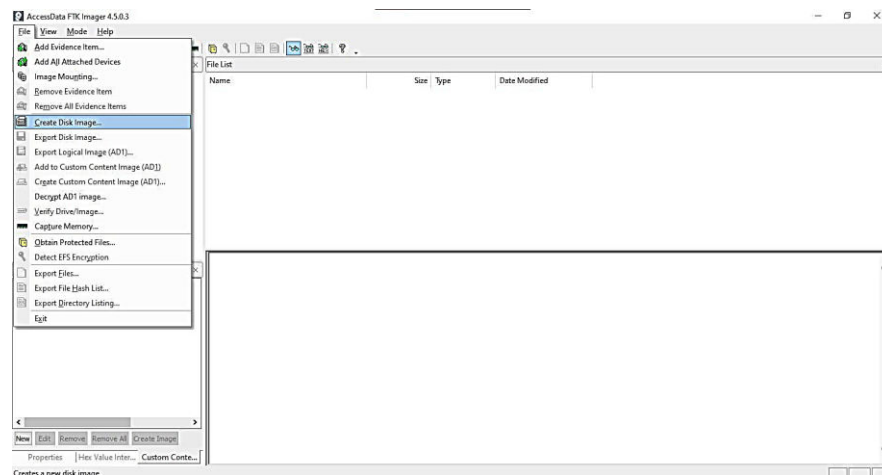 AccessData FTK Imager 4.5.0.3
File View Mode Help
Add Evidence Item...
Add All Attached Devices
Image Mounting...
Remove Evidence Item
Remove All Evidence Items
Create Disk Image...
Export Disk Image...
Export Logical Image (AD1)...
Add to Custom Content Image (AD1)
Create Custom Content Image (AD1)...
Decrypt AD1 image...
Verify Drive/Image...
Capture Memory...
Obtain Protected Files...
Detect EFS Encryption
Export Files...
Export File Hash List...
Export Directory Listing...
Exit
File List
Name Size Type Date Modified
New Edit Remove Remove All Create Image
Properties Hex Value Inter... Custom Conte...
Creates a new disk image